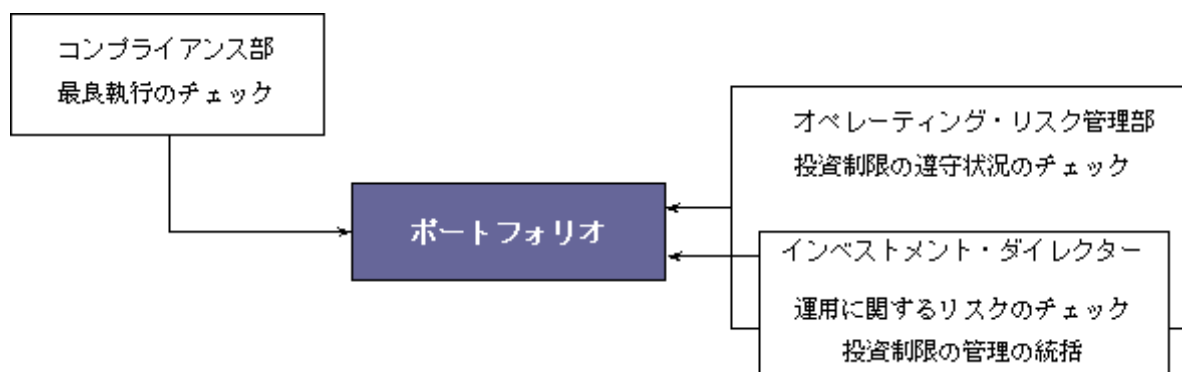 コンプライアンス部
最良執行のチェック
オペレーティング・リスク管理部
投資制限の遵守状況のチェック
ポートフォリオ
インベストメント・ダイレクター
運用に関するリスクのチェック
投資制限の管理の統括